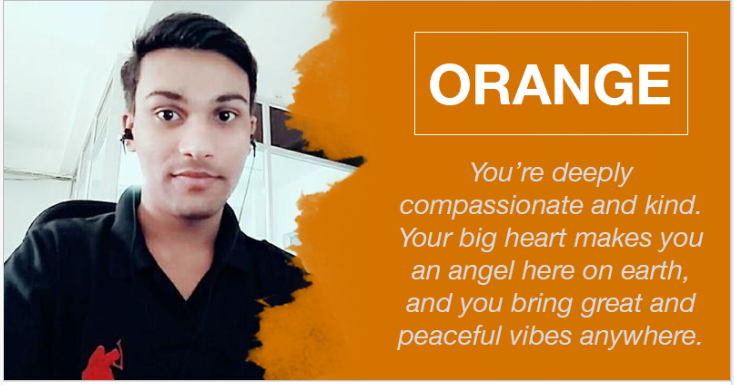 ORANGE
You’re deeply
compassionate and kind.
Your big heart makes you
an angel here on earth,
and you bring great and
peaceful vibes anywhere.